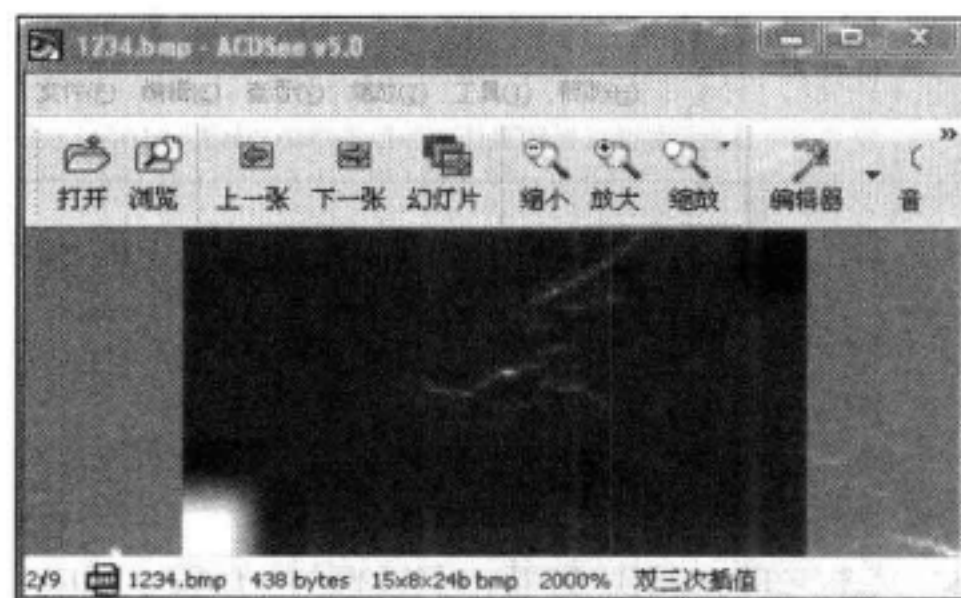 1234.bmp - ACDSee v5.0
打开 浏览 上一张 下一张 幻灯片 缩小 放大 缩放 编辑器 音
2/9 1234.bmp 438 bytes 15x8x24b bmp 2000% 双三次插值